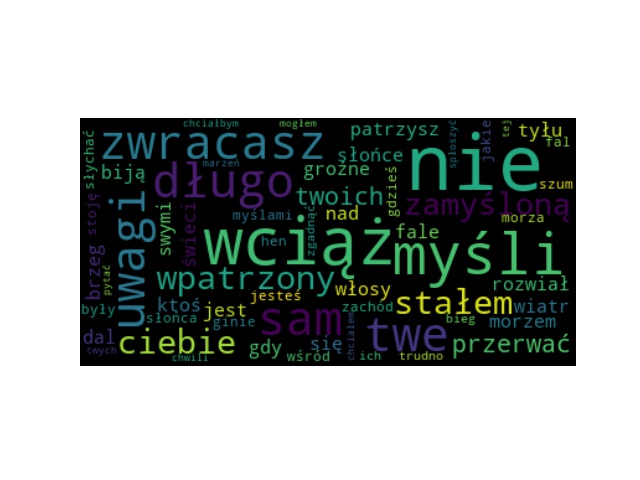 chciałbym mogłem
zwracasz patrzysz nie spłoszyć jakieś tej tyłu fal
słychać biją długo marzeń groźne słońce gdzieś szum
stoję uwagi swymi świeci myślami twoich nad zamyśloną morza
brzeg pytać hen wciąż zgadnąć fale myśli
wpatrzony włosy rozwiał
były ktoś słońca jest jesteś zachód stałem wiatr
ginie sam chciałem bieg morzem
dal ciebie gdy się twe przerwać
twych chwili wśród ich trudno